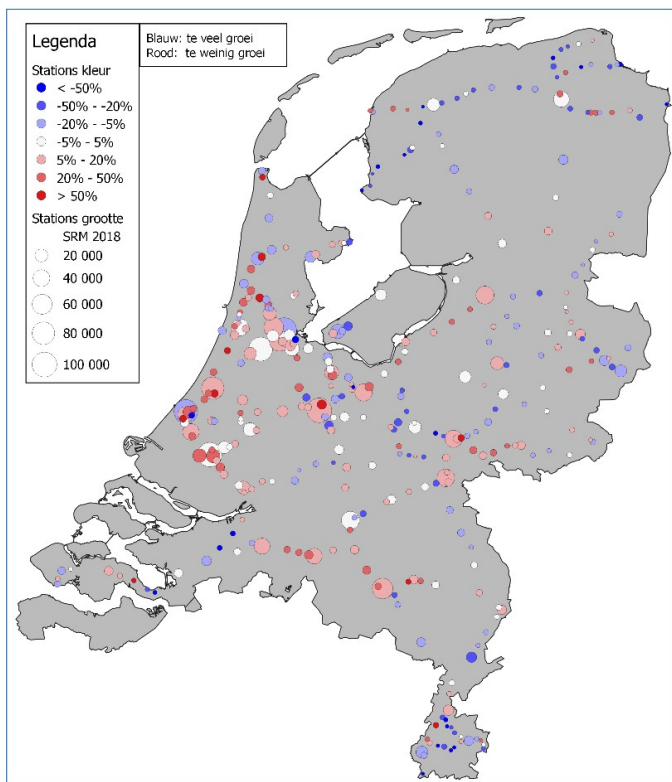 Legenda
Blauw: te veel groei
Rood: te weinig groei
Stations kleur
< -50%
-50% - -20%
-20% - -5%
-5% - 5%
5% - 20%
20% - 50%
> 50%
Stations grootte
SRM 2018
20 000
40 000
60 000
80 000
100 000